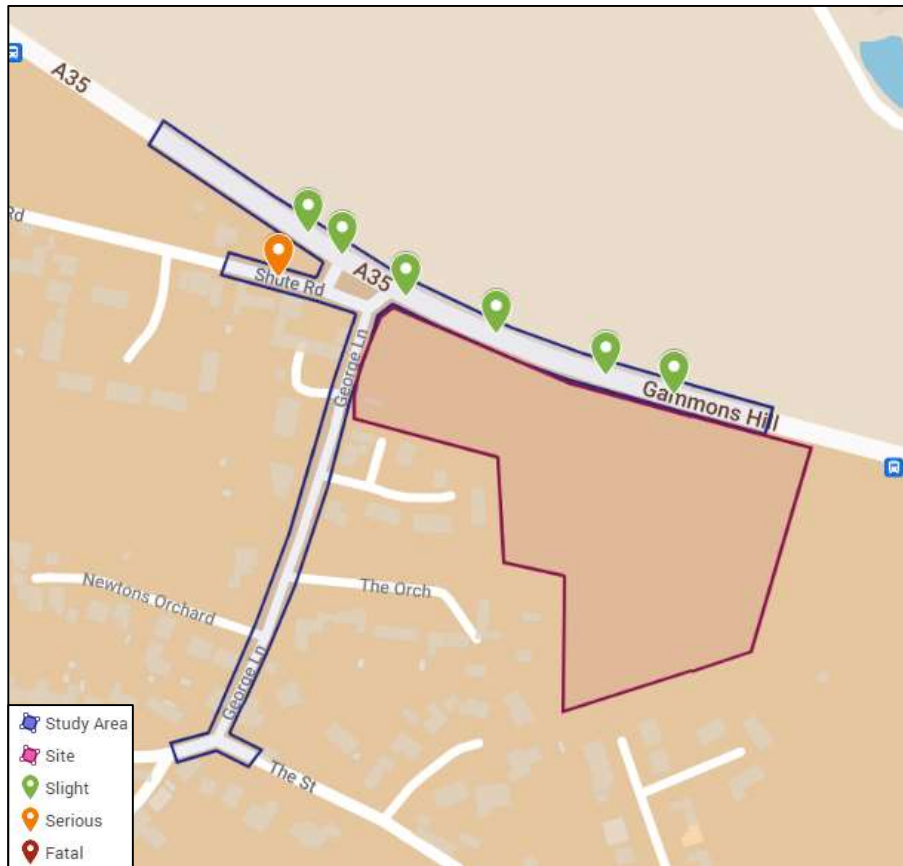 A35
Rd
Shute Rd
A35
George Ln
Gammons Hill
Newtons Orchard
The Orch
George Ln
The St
Study Area
Site
Slight
Serious
Fatal